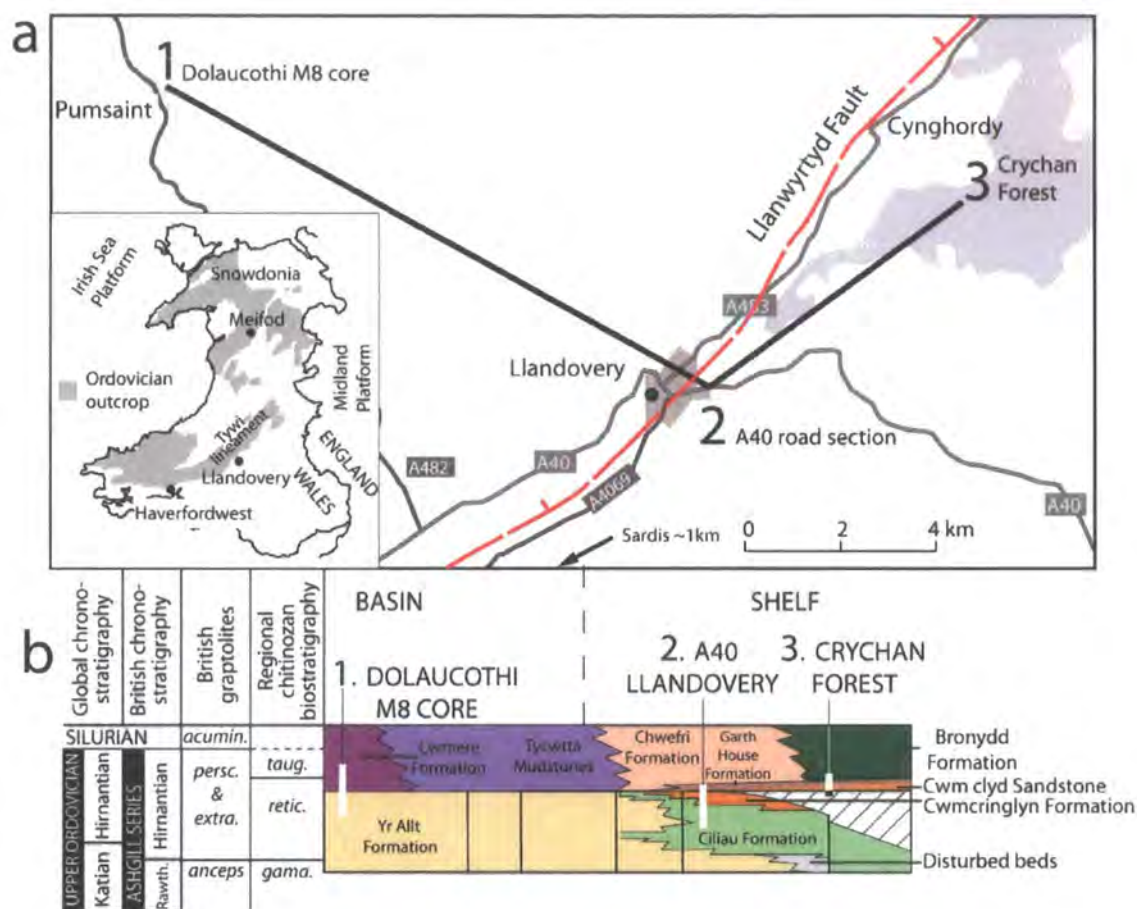 a
1 Dolaucothi M8 core
Pumsaint
Llanwyrtyd Fault
Cynghordy
3 Crychan
Forest
Irish Sea
Platform
Snowdonia
Meifod
Midland
Platform
Ordovician
outcrop
Tywi
lineament
ENGLAND
WALES
Llandovery
Haverfordwest
Llandovery
A483
2 A40 road section
A482
A40
A4069
A40
Sardis ~1km
0 2 4 km
b
Global chrono-
stratigraphy
British chrono-
stratigraphy
British
graptolites
Regional
chitinozan
biostratigraphy
BASIN
SHELF
1. DOLAUCOTHI
M8 CORE
2. A40
LLANDOVERY
3. CRYCHAN
FOREST
SILURIAN
UPPER ORDOVICIAN
Hirnantian
Katian
ASHGILL SERIES
Hirnantian
Rawth.
acumin.
persc.
&
extra.
anceps
taug.
retic.
gama.
Formation
Mudstones
Chwefri
Formation
Garth
House
Formation
Yr Allt
Formation
Ciliau Formation
Bronydd
Formation
Cwm clyd Sandstone
Cwmcringlyn Formation
Disturbed beds